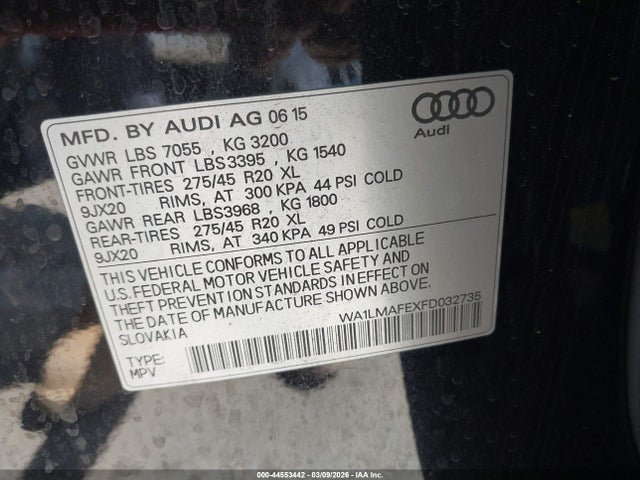 MFD. BY AUDI AG 06 15
GVWR LBS 7055 , KG 3200
GAWR FRONT LBS3395 , KG 1540
FRONT-TIRES 275/45 R20 XL
9JX20 RIMS, AT 300 KPA 44 PSI COLD
GAWR REAR LBS3968 , KG 1800
REAR-TIRES 275/45 R20 XL
9JX20 RIMS, AT 340 KPA 49 PSI COLD
THIS VEHICLE CONFORMS TO ALL APPLICABLE
U.S. FEDERAL MOTOR VEHICLE SAFETY AND
THEFT PREVENTION STANDARDS IN EFFECT ON
THE DATE OF MANUFACTURE SHOWN ABOVE.
SLOVAKIA
WA1LMAFEXFD032735
TYPE:
MPV
Audi
000-44553442 | 03/09/2026 | IAA Inc.